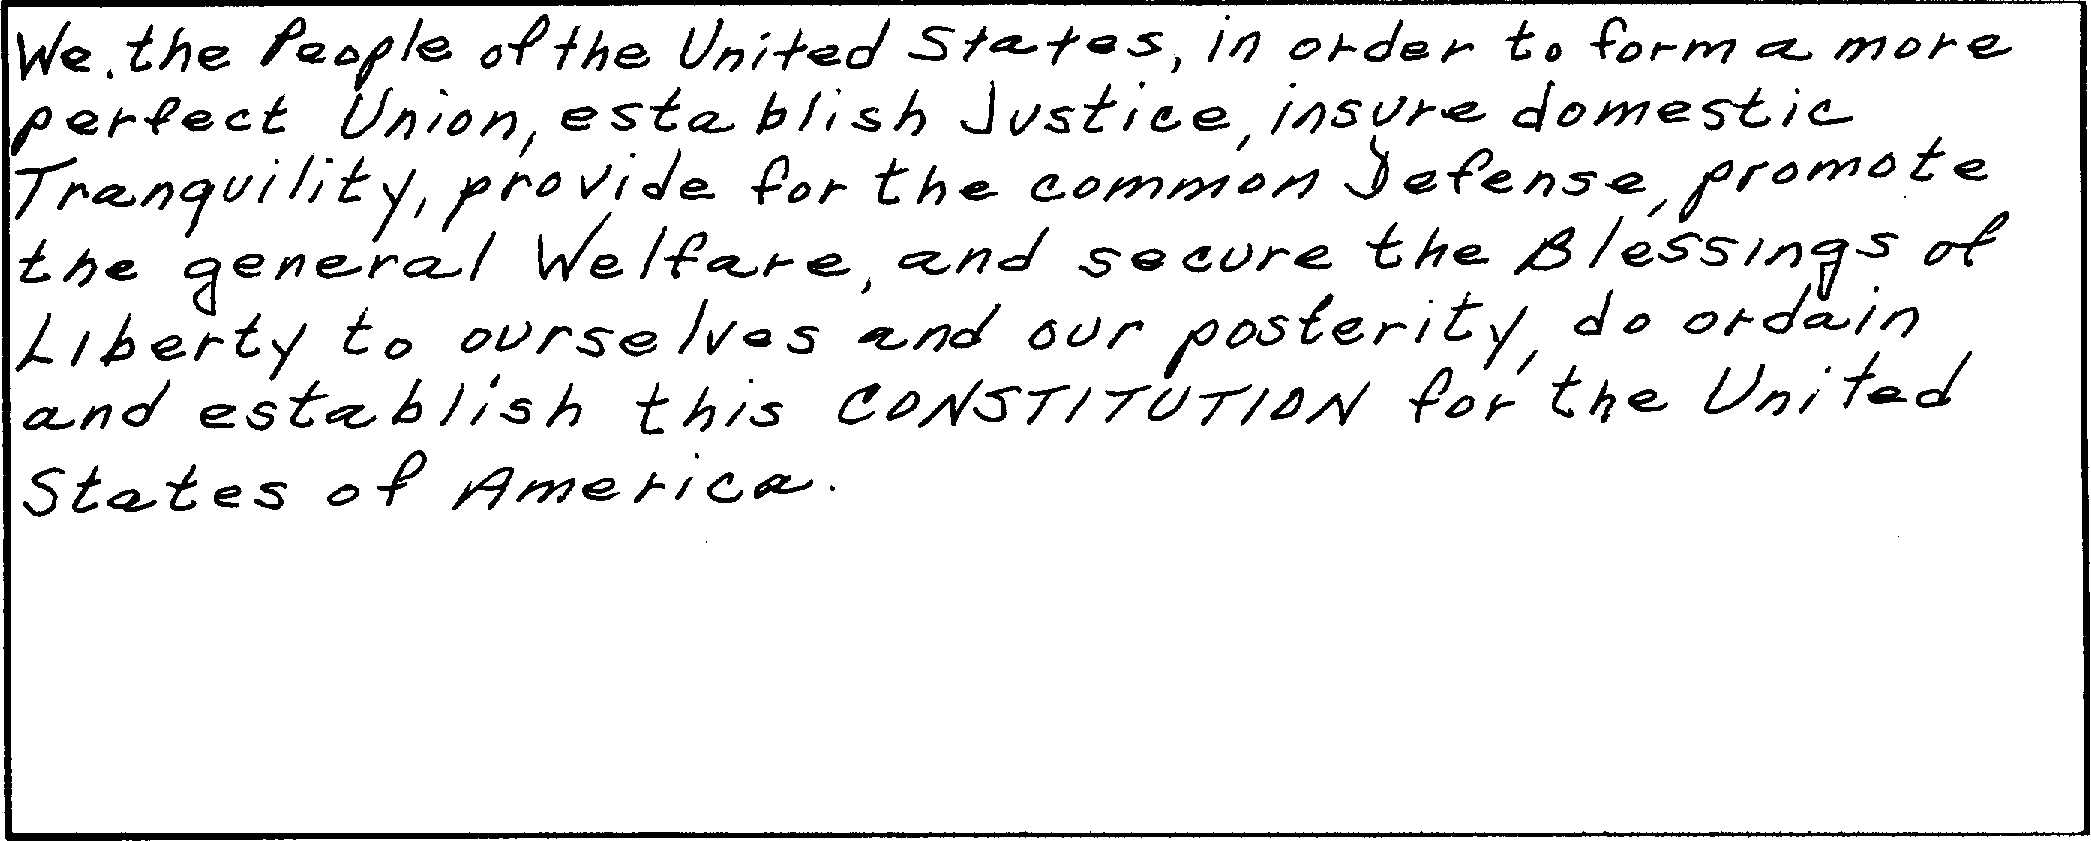 We, the People of the United States, in order to form a more
perfect Union, establish Justice, insure domestic
Tranquility, provide for the common Defense, promote
the general Welfare, and secure the Blessings of
Liberty to ourselves and our posterity, do ordain
and establish this CONSTITUTION for the United
States of America.